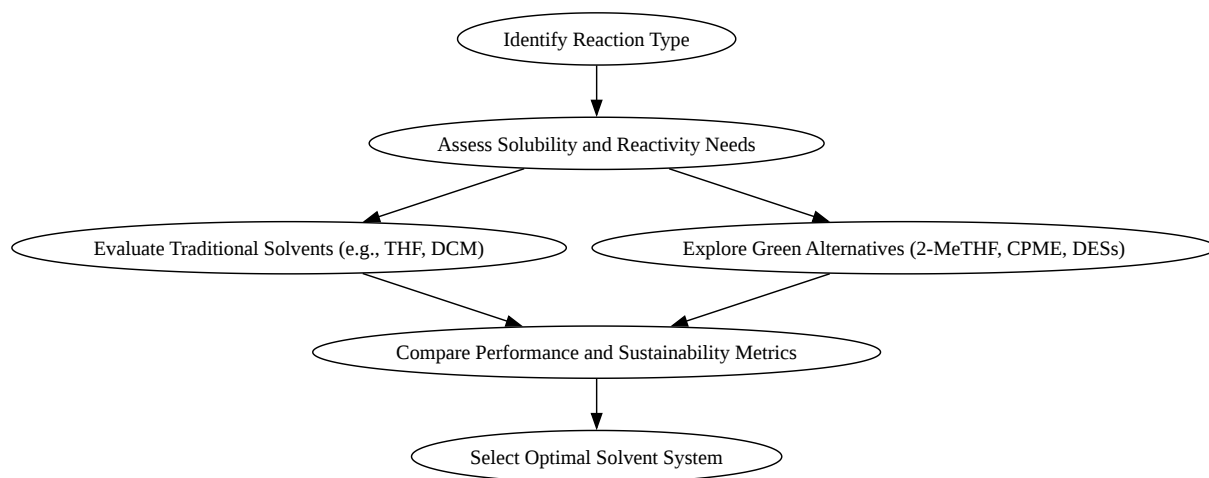 Identify Reaction Type
Assess Solubility and Reactivity Needs
Evaluate Traditional Solvents (e.g., THF, DCM)
Explore Green Alternatives (2-MeTHF, CPME, DESs)
Compare Performance and Sustainability Metrics
Select Optimal Solvent System